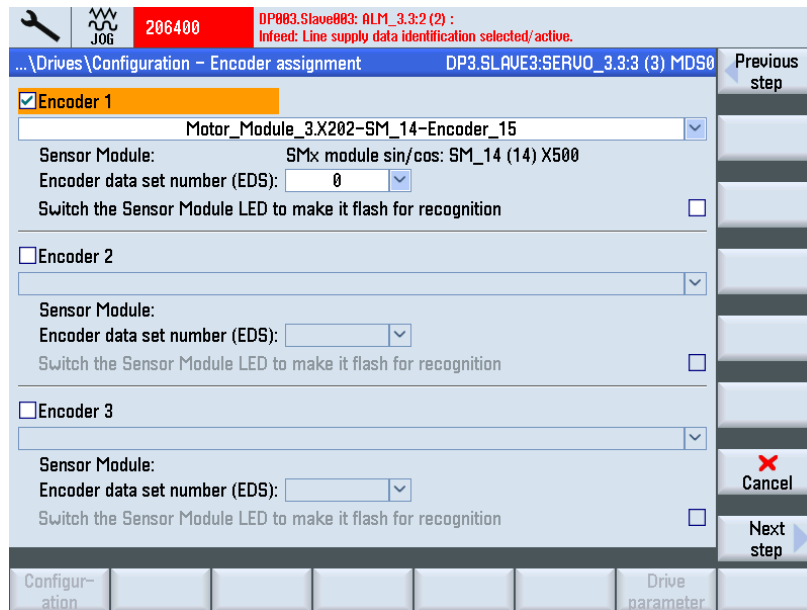 JOG
206400
DP003.Slave003: ALM_3.3:2 (2) :
Infeed: Line supply data identification selected/active.
...\Drives\Configuration - Encoder assignment
DP3.SLAVE3:SERVO_3.3:3 (3) MDS0
Previous
step
Encoder 1
Motor_Module_3.X202-SM_14-Encoder_15
Sensor Module:
SMx module sin/cos: SM_14 (14) X500
Encoder data set number (EDS):
0
Switch the Sensor Module LED to make it flash for recognition
Encoder 2
Sensor Module:
Encoder data set number (EDS):
Switch the Sensor Module LED to make it flash for recognition
Encoder 3
Sensor Module:
Encoder data set number (EDS):
Switch the Sensor Module LED to make it flash for recognition
Cancel
Next
step
Configur-
ation
Drive
parameter